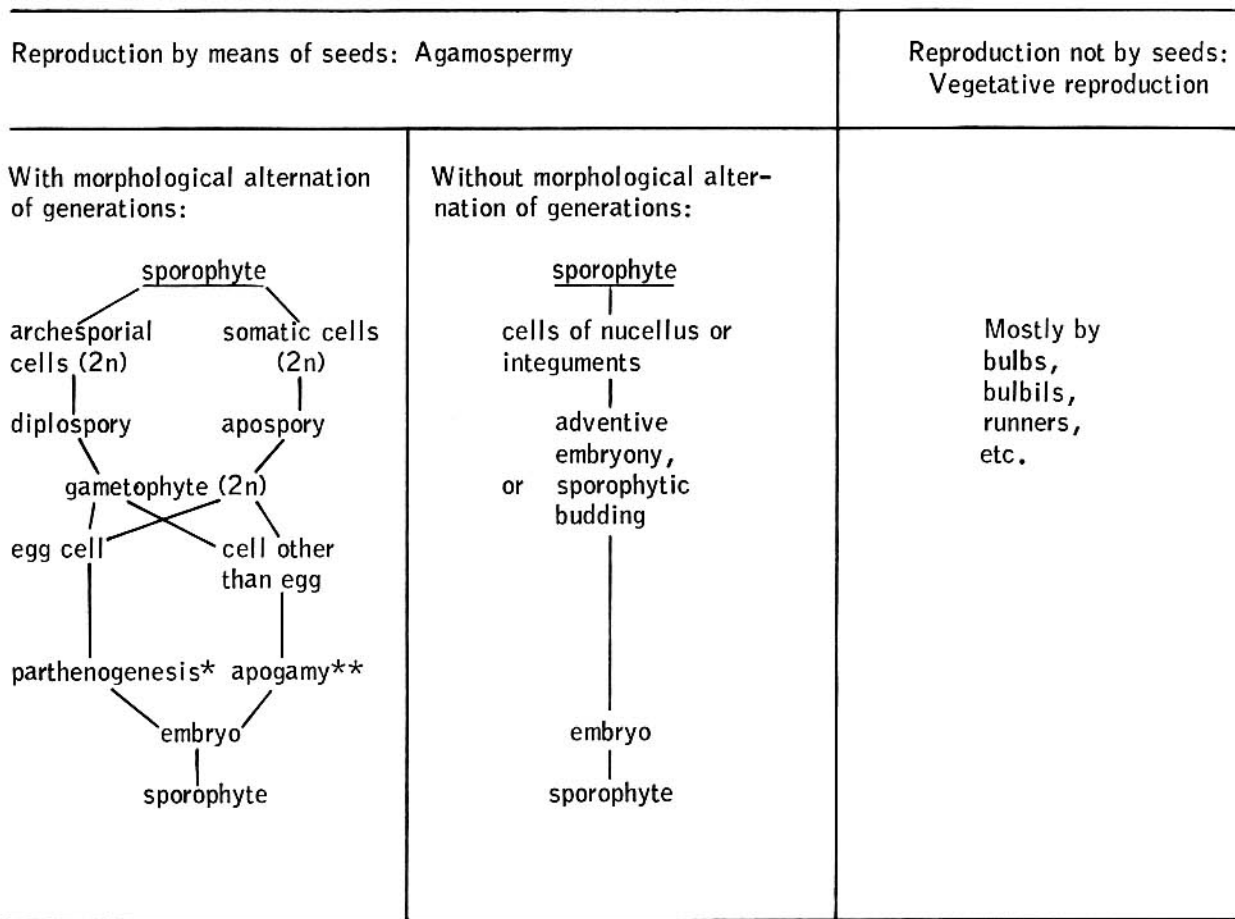 Reproduction by means of seeds: Agamospermy
Reproduction not by seeds:
Vegetative reproduction
With morphological alternation
of generations:
sporophyte
archesporial
cells (2n)
somatic cells
(2n)
diplospory
apospory
gametophyte (2n)
egg cell
cell other
than egg
parthenogenesis* apogamy**
embryo
sporophyte
Without morphological alter-
nation of generations:
sporophyte
cells of nucellus or
integuments
adventive
embryony,
or sporophytic
budding
embryo
sporophyte
Mostly by
bulbs,
bulbils,
runners,
etc.